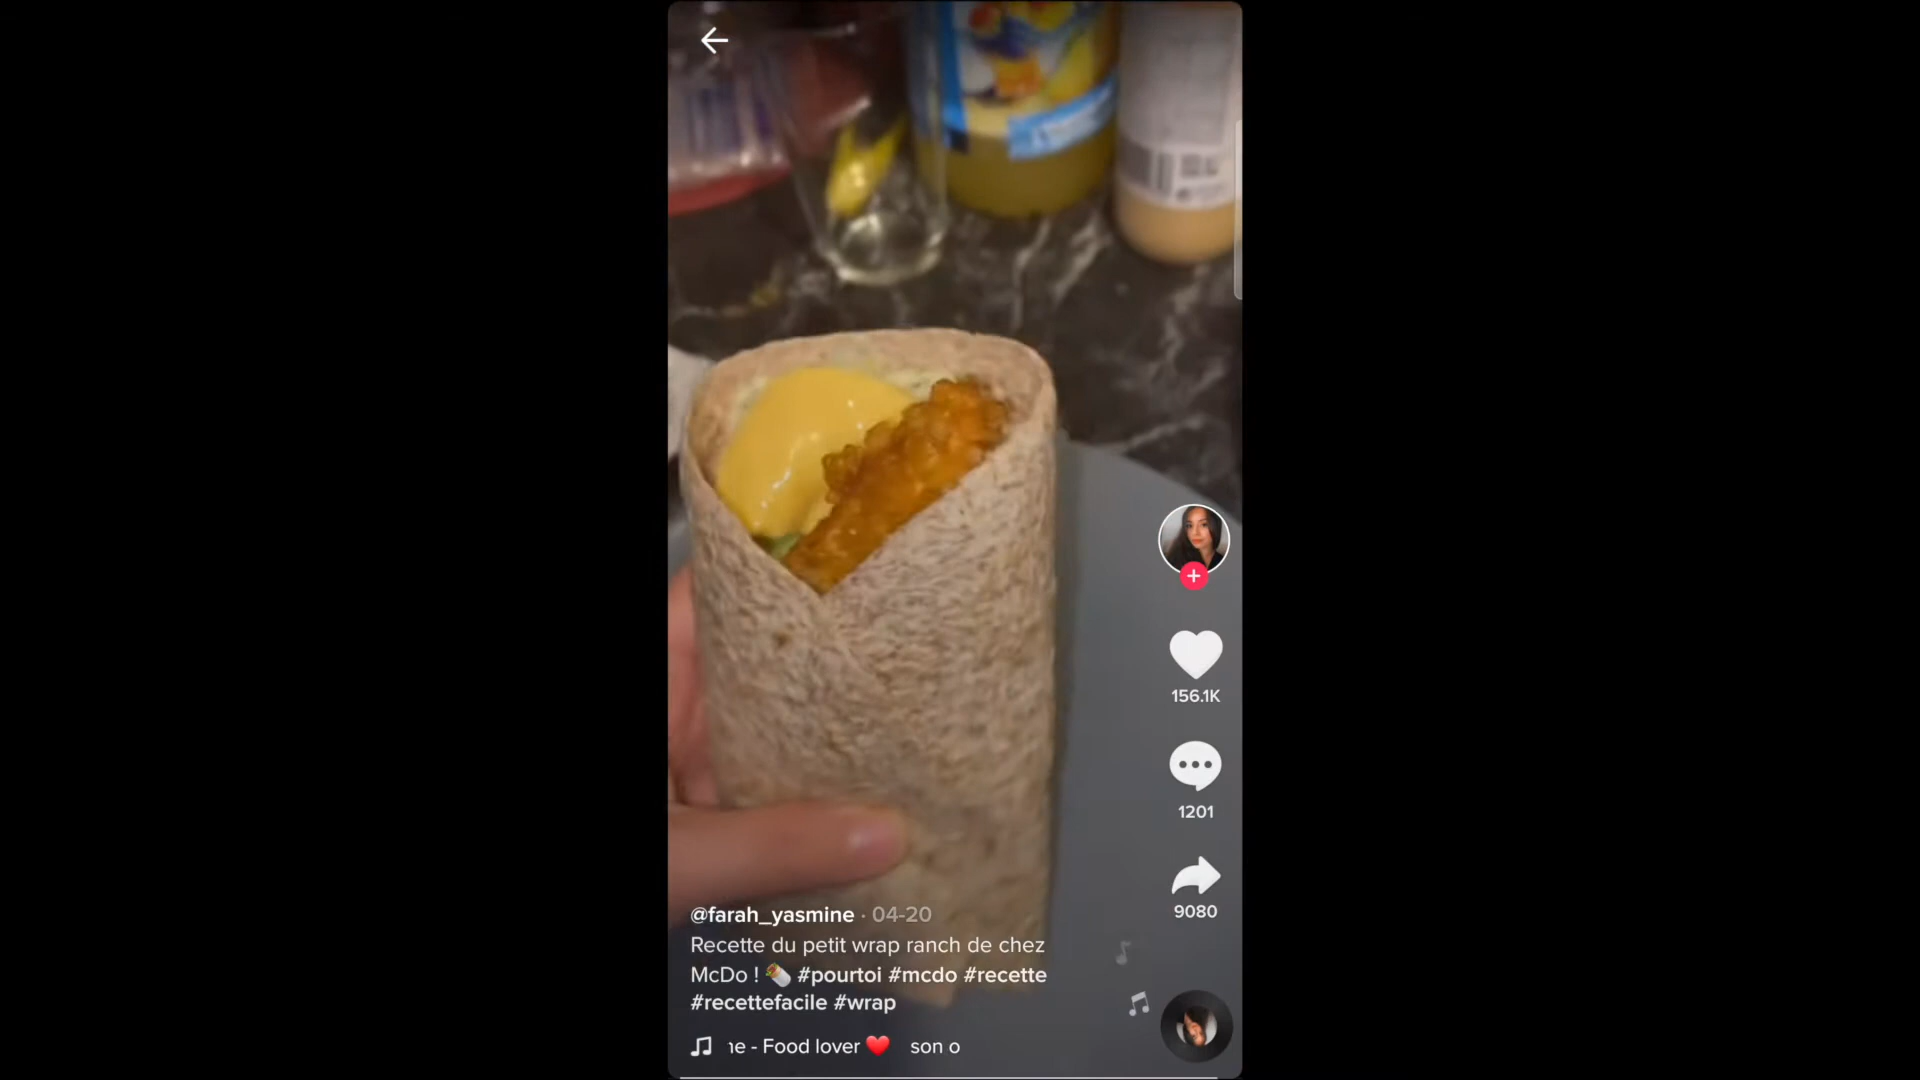 156.1K
1201
9080
@farah_yasmine · 04-20
Recette du petit wrap ranch de chez
McDo ! 🌯 #pourtoi #mcdo #recette
#recettefacile #wrap
ne - Food lover ❤️ son o